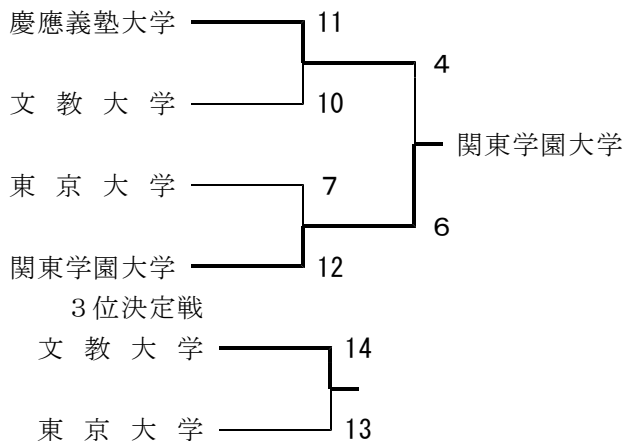 慶應義塾大学 11
4
文教大学 10
関東学園大学
東京大学 7
6
関東学園大学 12
３位決定戦
文教大学 14
東京大学 13